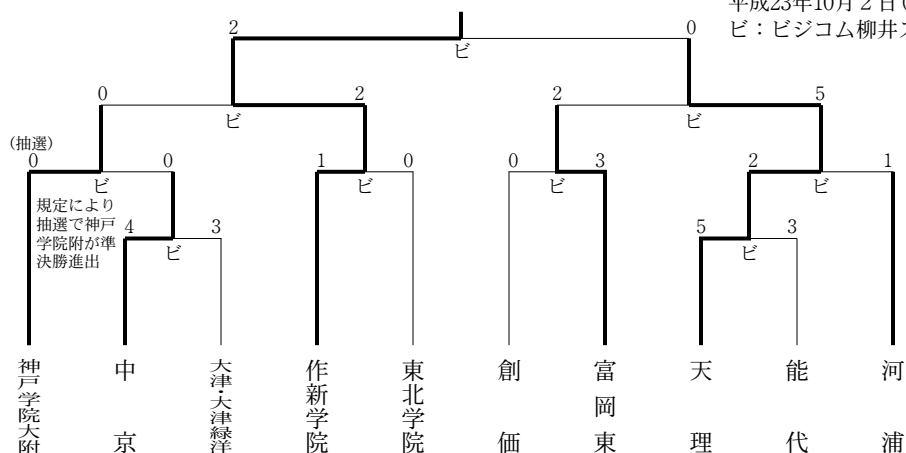 平成23年10月2日
ビ：ビジコム柳井ス
2
0
ビ
0
2
2
5
ビ
ビ
(抽選)
0
0
1
0
0
3
2
1
ビ
ビ
ビ
ビ
規定により
抽選で神戸
学院附が準
決勝進出
4
3
5
3
ビ
ビ
神戸学院大附
中京
大津・大津緑洋
作新学院
東北学院
創価
富岡東
天理
能代
河浦